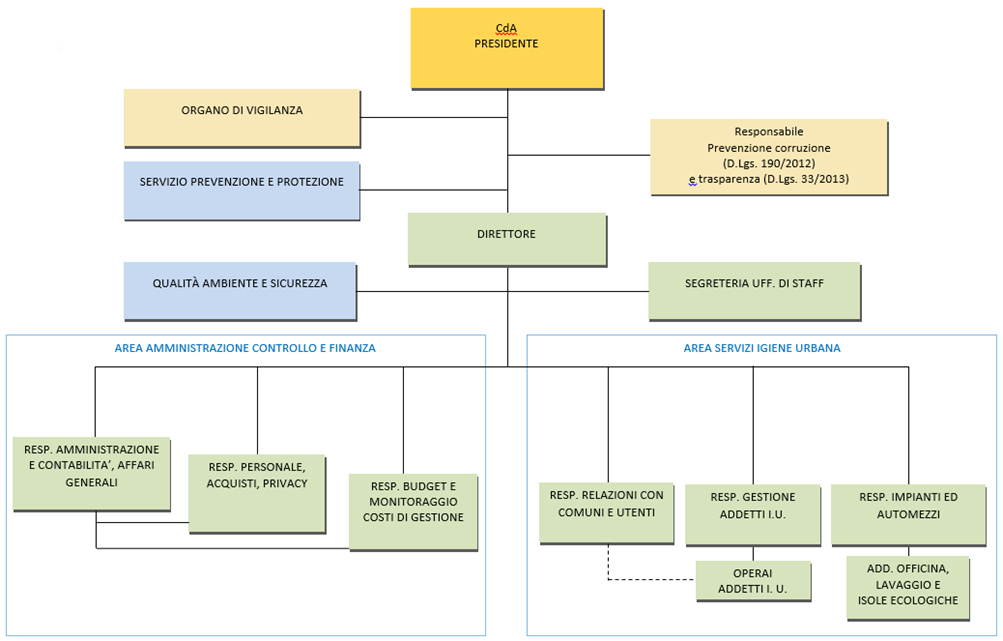 CdA
PRESIDENTE
ORGANO DI VIGILANZA
Responsabile
Prevenzione corruzione
(D.Lgs. 190/2012)
e trasparenza (D.Lgs. 33/2013)
SERVIZIO PREVENZIONE E PROTEZIONE
DIRETTORE
QUALITÀ AMBIENTE E SICUREZZA
SEGRETERIA UFF. DI STAFF
AREA AMMINISTRAZIONE CONTROLLO E FINANZA
RESP. AMMINISTRAZIONE
E CONTABILITA’, AFFARI
GENERALI
RESP. PERSONALE,
ACQUISTI, PRIVACY
RESP. BUDGET E
MONITORAGGIO
COSTI DI GESTIONE
AREA SERVIZI IGIENE URBANA
RESP. RELAZIONI CON
COMUNI E UTENTI
RESP. GESTIONE
ADDETTI I.U.
RESP. IMPIANTI ED
AUTOMEZZI
OPERAI
ADDETTI I. U.
ADD. OFFICINA,
LAVAGGIO E
ISOLE ECOLOGICHE